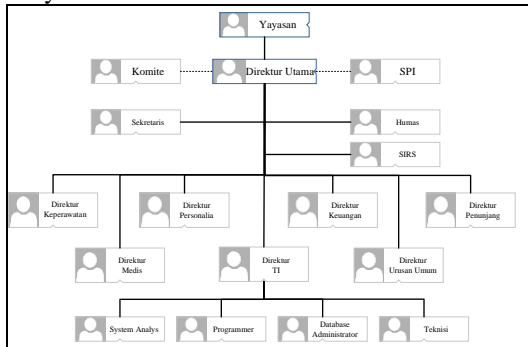 Yayasan
Komite
Direktur Utama
SPI
Sekretaris
Humas
SIRS
Direktur
Keperawatan
Direktur
Personalia
Direktur
Keuangan
Direktur
Penunjang
Direktur
Medis
Direktur
TI
Direktur
Urusan Umum
System Analys
Programmer
Database
Administrator
Teknisi